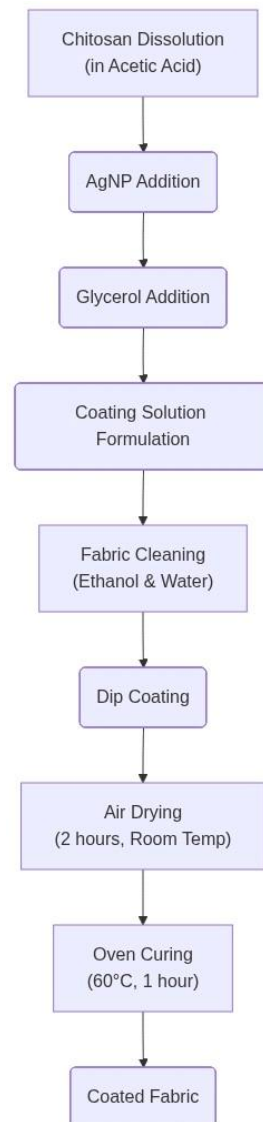 Chitosan Dissolution
(in Acetic Acid)
AgNP Addition
Glycerol Addition
Coating Solution
Formulation
Fabric Cleaning
(Ethanol & Water)
Dip Coating
Air Drying
(2 hours, Room Temp)
Oven Curing
(60°C, 1 hour)
Coated Fabric